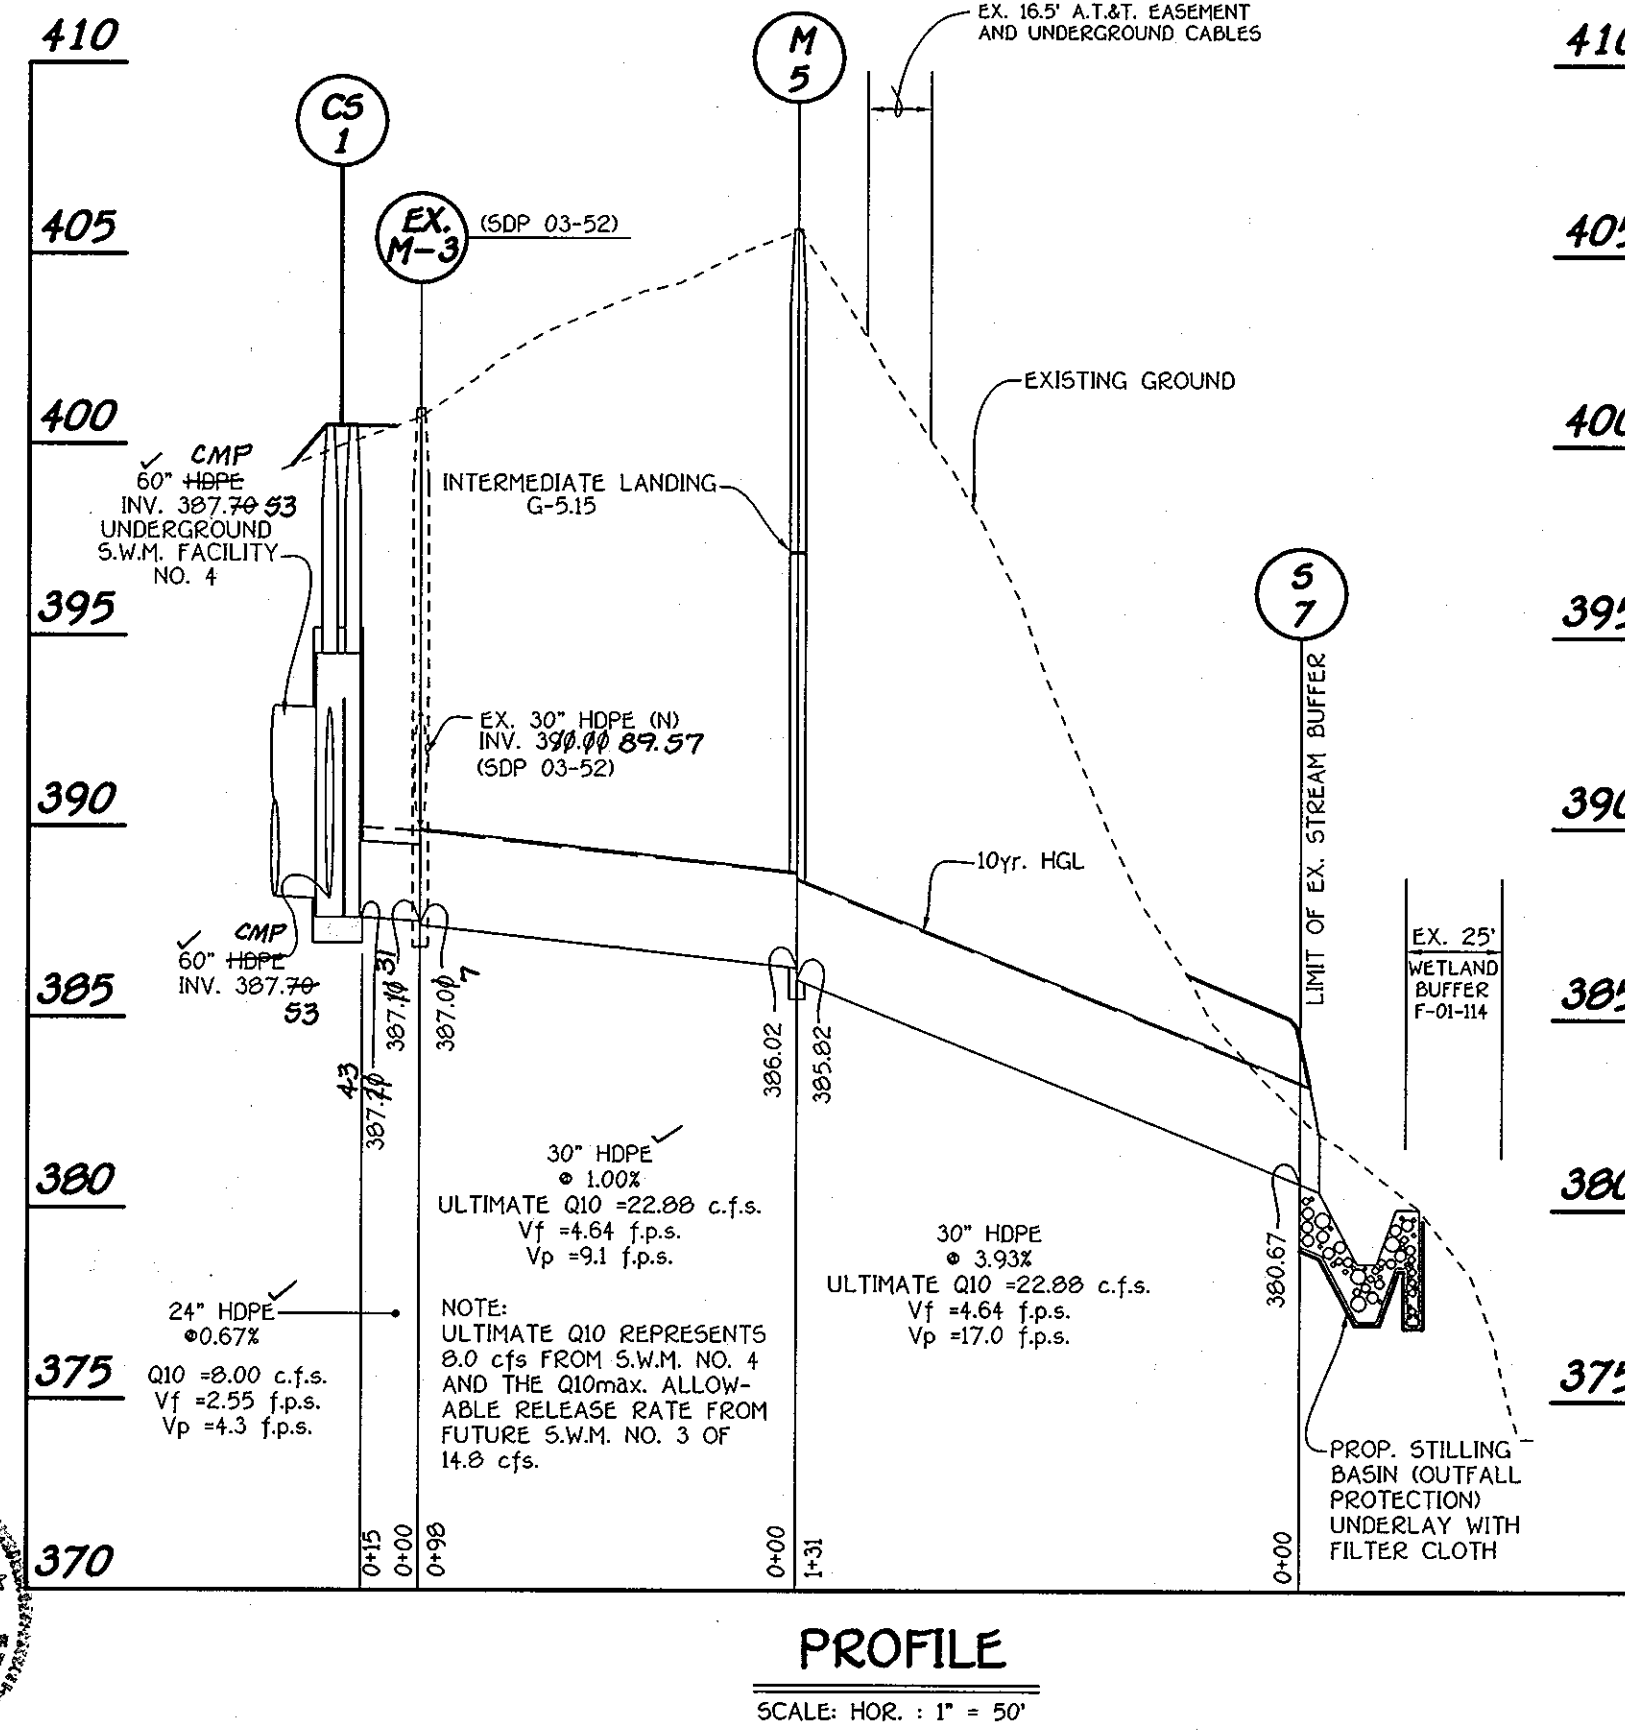 410
405
400
395
390
385
380
375
370
CS
1
EX.
M-3
(SDP 03-52)
M
5
EX. 16.5' A.T.&T. EASEMENT
AND UNDERGROUND CABLES
EXISTING GROUND
✓ CMP
60" HDPE
INV. 387.70 53
UNDERGROUND
S.W.M. FACILITY
NO. 4
INTERMEDIATE LANDING
G-5.15
S
7
LIMIT OF EX. STREAM BUFFER
EX. 30" HDPE (N)
INV. 390.00 89.57
(SDP 03-52)
10yr. HGL
✓ CMP
60" HDPE
INV. 387.70
53
43
387.20
387.10 31
387.00 7
386.02
385.82
380.67
EX. 25'
WETLAND
BUFFER
F-01-114
30" HDPE ✓
@ 1.00%
ULTIMATE Q10 =22.88 c.f.s.
Vf =4.64 f.p.s.
Vp =9.1 f.p.s.
30" HDPE
@ 3.93%
ULTIMATE Q10 =22.88 c.f.s.
Vf =4.64 f.p.s.
Vp =17.0 f.p.s.
24" HDPE ✓
@0.67%
Q10 =8.00 c.f.s.
Vf =2.55 f.p.s.
Vp =4.3 f.p.s.
NOTE:
ULTIMATE Q10 REPRESENTS
8.0 cfs FROM S.W.M. NO. 4
AND THE Q10max. ALLOW-
ABLE RELEASE RATE FROM
FUTURE S.W.M. NO. 3 OF
14.8 cfs.
PROP. STILLING
BASIN (OUTFALL
PROTECTION)
UNDERLAY WITH
FILTER CLOTH
0+15
0+00
0+98
0+00
1+31
0+00
410
405
400
395
390
385
380
375
PROFILE
SCALE: HOR. : 1" = 50'